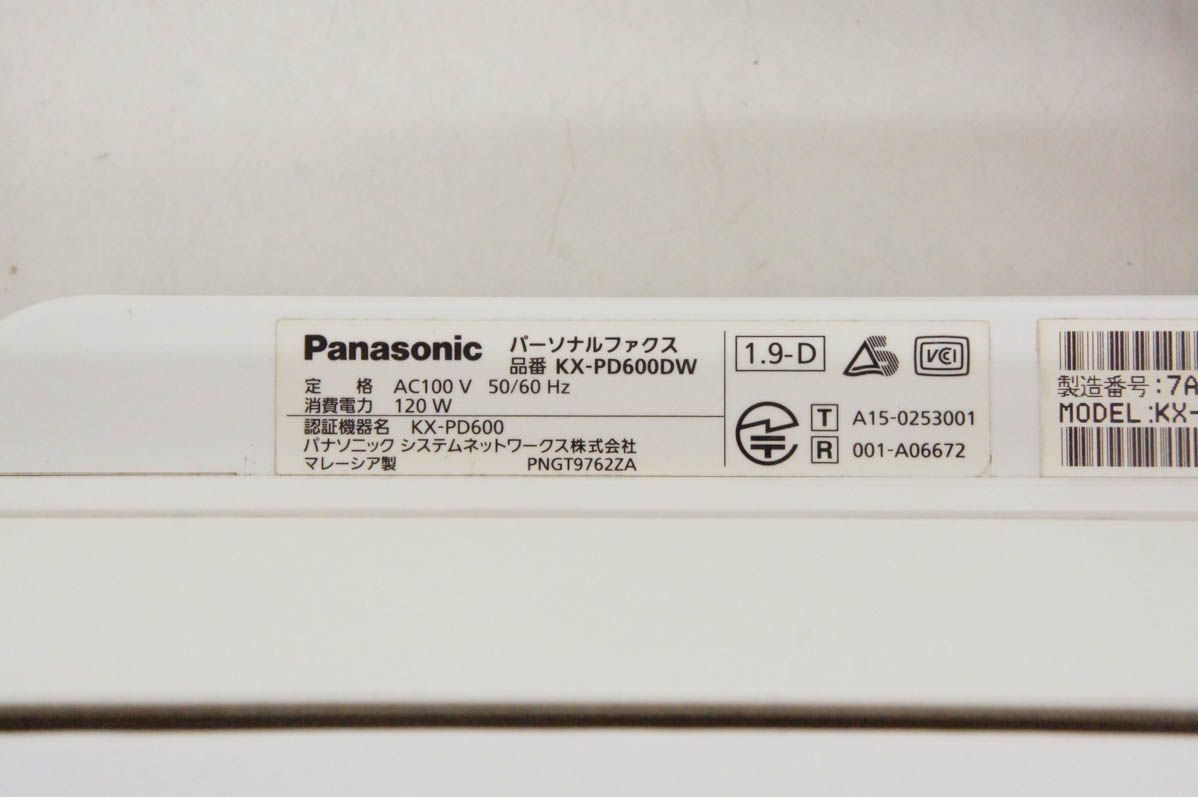 Panasonic パーソナルファクス
品番 KX-PD600DW
定　格 AC100 V 50/60 Hz
消費電力 120 W
認証機器名 KX-PD600
パナソニック システムネットワークス株式会社
マレーシア製 PNGT9762ZA
1.9-D
VCCI
T A15-0253001
R 001-A06672
製造番号:7A
MODEL:KX-